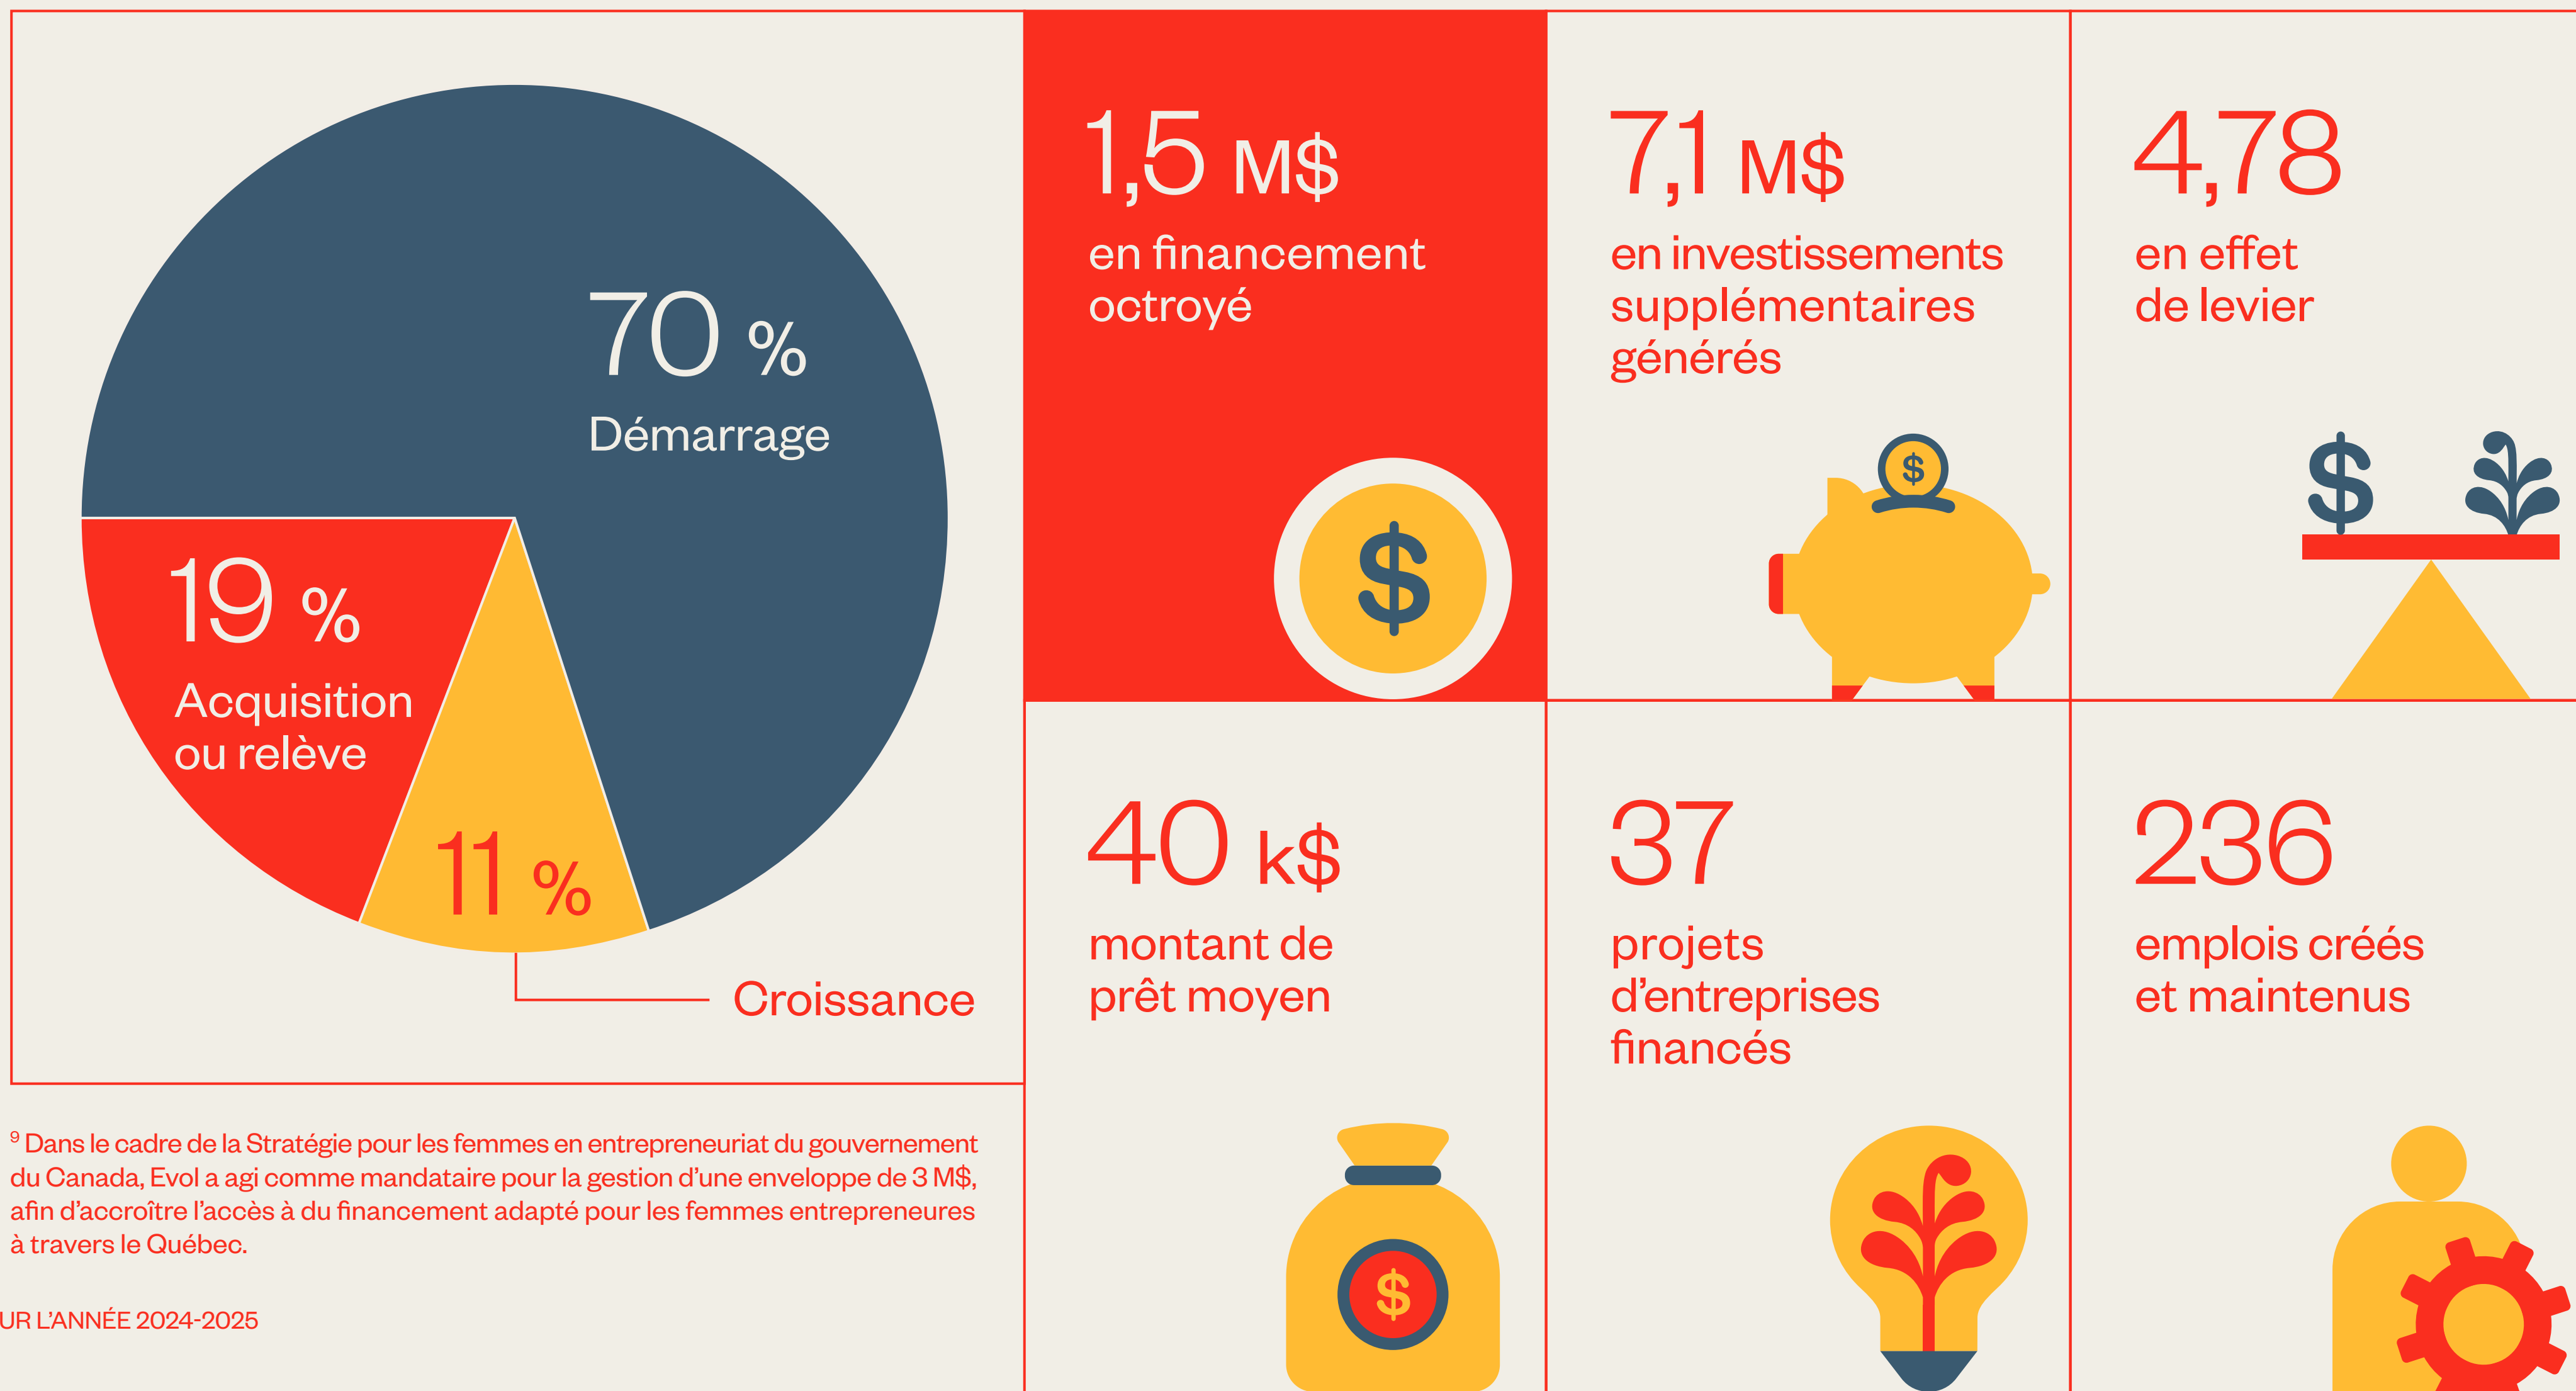 70 %
Démarrage
19 %
Acquisition
ou relève
11 %
Croissance
1,5 M$
en financement
octroyé
$
7,1 M$
en investissements
supplémentaires
générés
$
4,78
en effet
de levier
$
40 k$
montant de
prêt moyen
$
37
projets
d’entreprises
financés
236
emplois créés
et maintenus
⁹ Dans le cadre de la Stratégie pour les femmes en entrepreneuriat du gouvernement
du Canada, Evol a agi comme mandataire pour la gestion d’une enveloppe de 3 M$,
afin d’accroître l’accès à du financement adapté pour les femmes entrepreneures
à travers le Québec.
UR L’ANNÉE 2024-2025